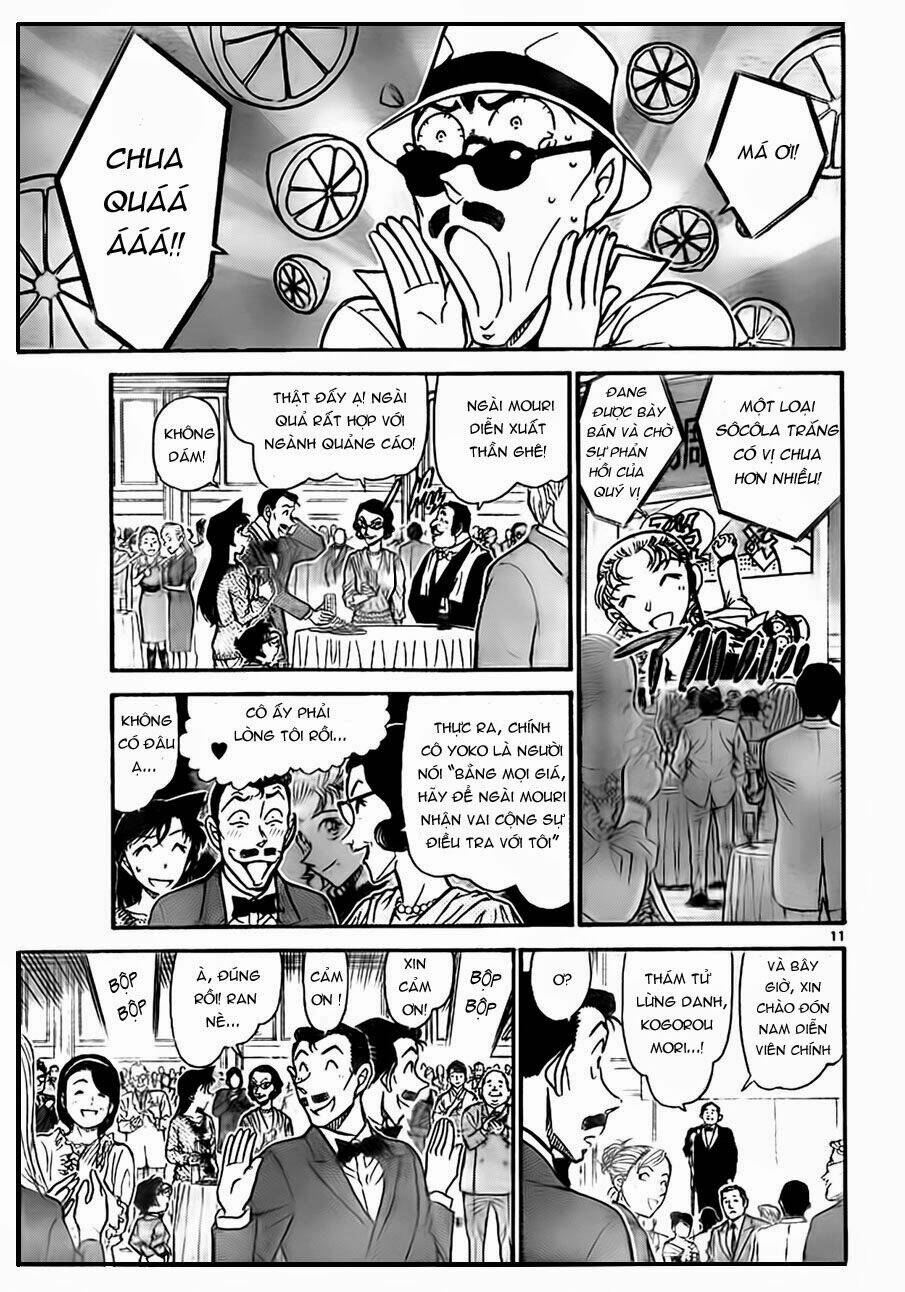 MÁ ƠI!
CHUA
QUÁÁ
ÁÁÁ!!
MỘT LOẠI
SÔCÔLA TRẮNG
CÓ VỊ CHUA
HƠN NHIỀU!
ĐANG
ĐƯỢC BÀY
BÁN VÀ CHỜ
SỰ PHẢN
HỒI CỦA
QUÝ VỊ
NGÀI MOURI
DIỄN XUẤT
THẦN GHÊ!
THẬT ĐẤY Ạ! NGÀI
QUẢ RẤT HỢP VỚI
NGÀNH QUẢNG CÁO!
KHÔNG
DÁM!
THỰC RA, CHÍNH
CÔ YOKO LÀ NGƯỜI
NÓI "BẰNG MỌI GIÁ,
HÃY ĐỂ NGÀI MOURI
NHẬN VAI CỘNG SỰ
ĐIỀU TRA VỚI TÔI"
CÔ ẤY PHẢI
LÒNG TÔI RỒI...
KHÔNG
CÓ ĐÂU
Ạ...
11
VÀ BÂY
GIỜ, XIN
CHÀO ĐÓN
NAM DIỄN
VIÊN CHÍNH
THÁM TỬ
LỪNG DANH,
KOGOROU
MORI...!
Ơ?
BỘP
BỘP
XIN
CẢM
ƠN!
CẢM
ƠN !
À, ĐÚNG
RỒI! RAN
NÈ...
BỘP
BỘP